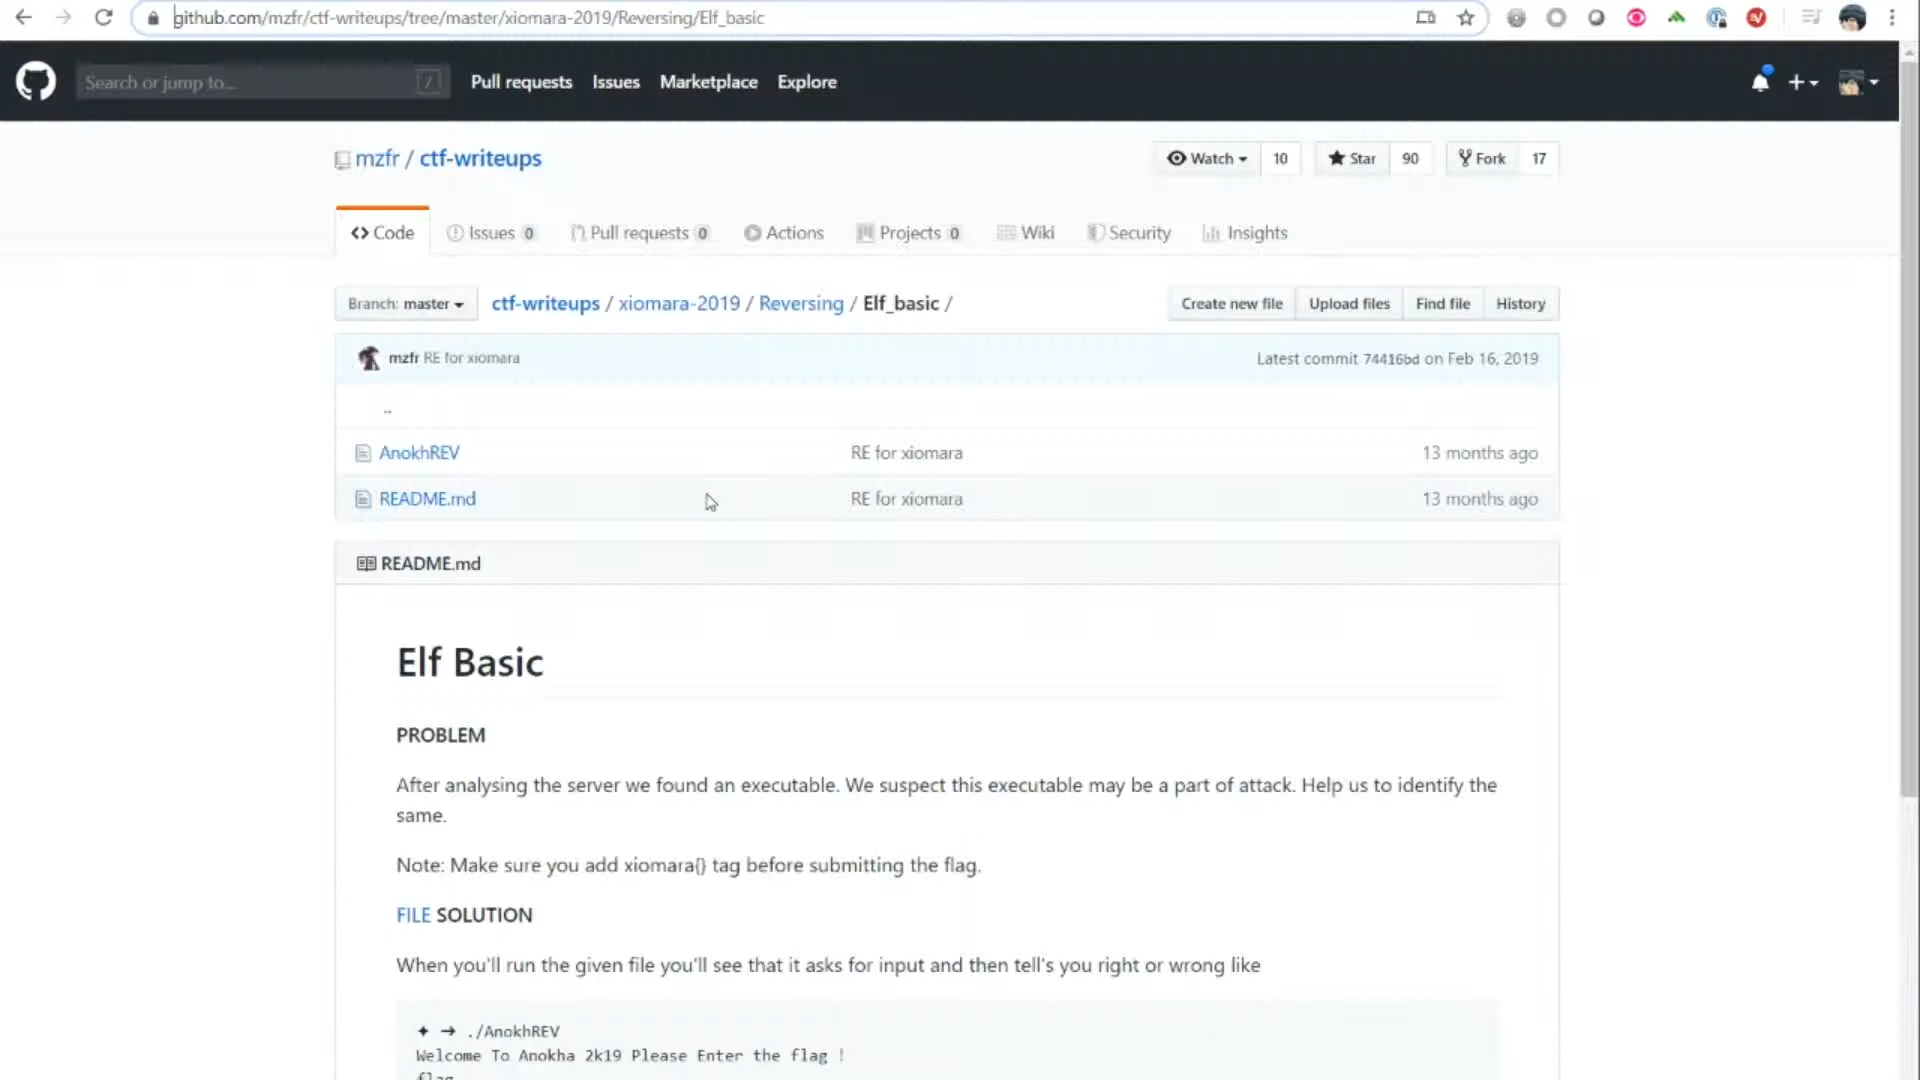 github.com/mzfr/ctf-writeups/tree/master/xiomara-2019/Reversing/Elf_basic
Search or jump to... /
Pull requests Issues Marketplace Explore
mzfr / ctf-writeups
Watch 10 Star 90 Fork 17
Code Issues 0 Pull requests 0 Actions Projects 0 Wiki Security Insights
Branch: master ctf-writeups / xiomara-2019 / Reversing / Elf_basic / Create new file Upload files Find file History
mzfr RE for xiomara Latest commit 74416bd on Feb 16, 2019
..
AnokhREV RE for xiomara 13 months ago
README.md RE for xiomara 13 months ago
README.md
Elf Basic
PROBLEM
After analysing the server we found an executable. We suspect this executable may be a part of attack. Help us to identify the
same.
Note: Make sure you add xiomara{} tag before submitting the flag.
FILE SOLUTION
When you'll run the given file you'll see that it asks for input and then tell's you right or wrong like
✦ → ./AnokhREV
Welcome To Anokha 2k19 Please Enter the flag !
flag